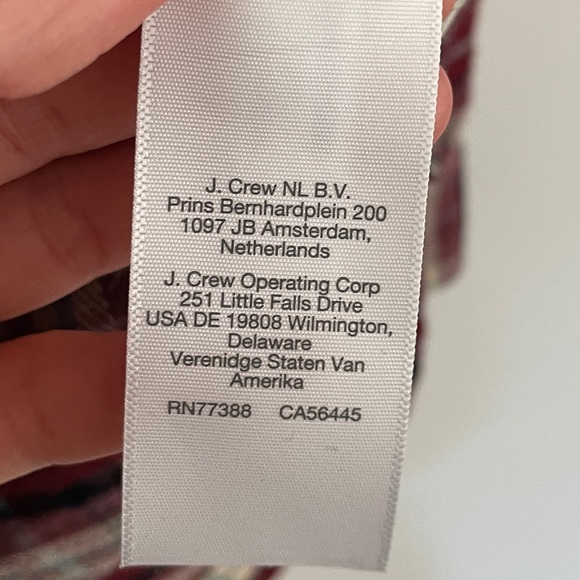 J. Crew NL B.V.
Prins Bernhardplein 200
1097 JB Amsterdam,
Netherlands
J. Crew Operating Corp
251 Little Falls Drive
USA DE 19808 Wilmington,
Delaware
Verenidge Staten Van
Amerika
RN77388 CA56445